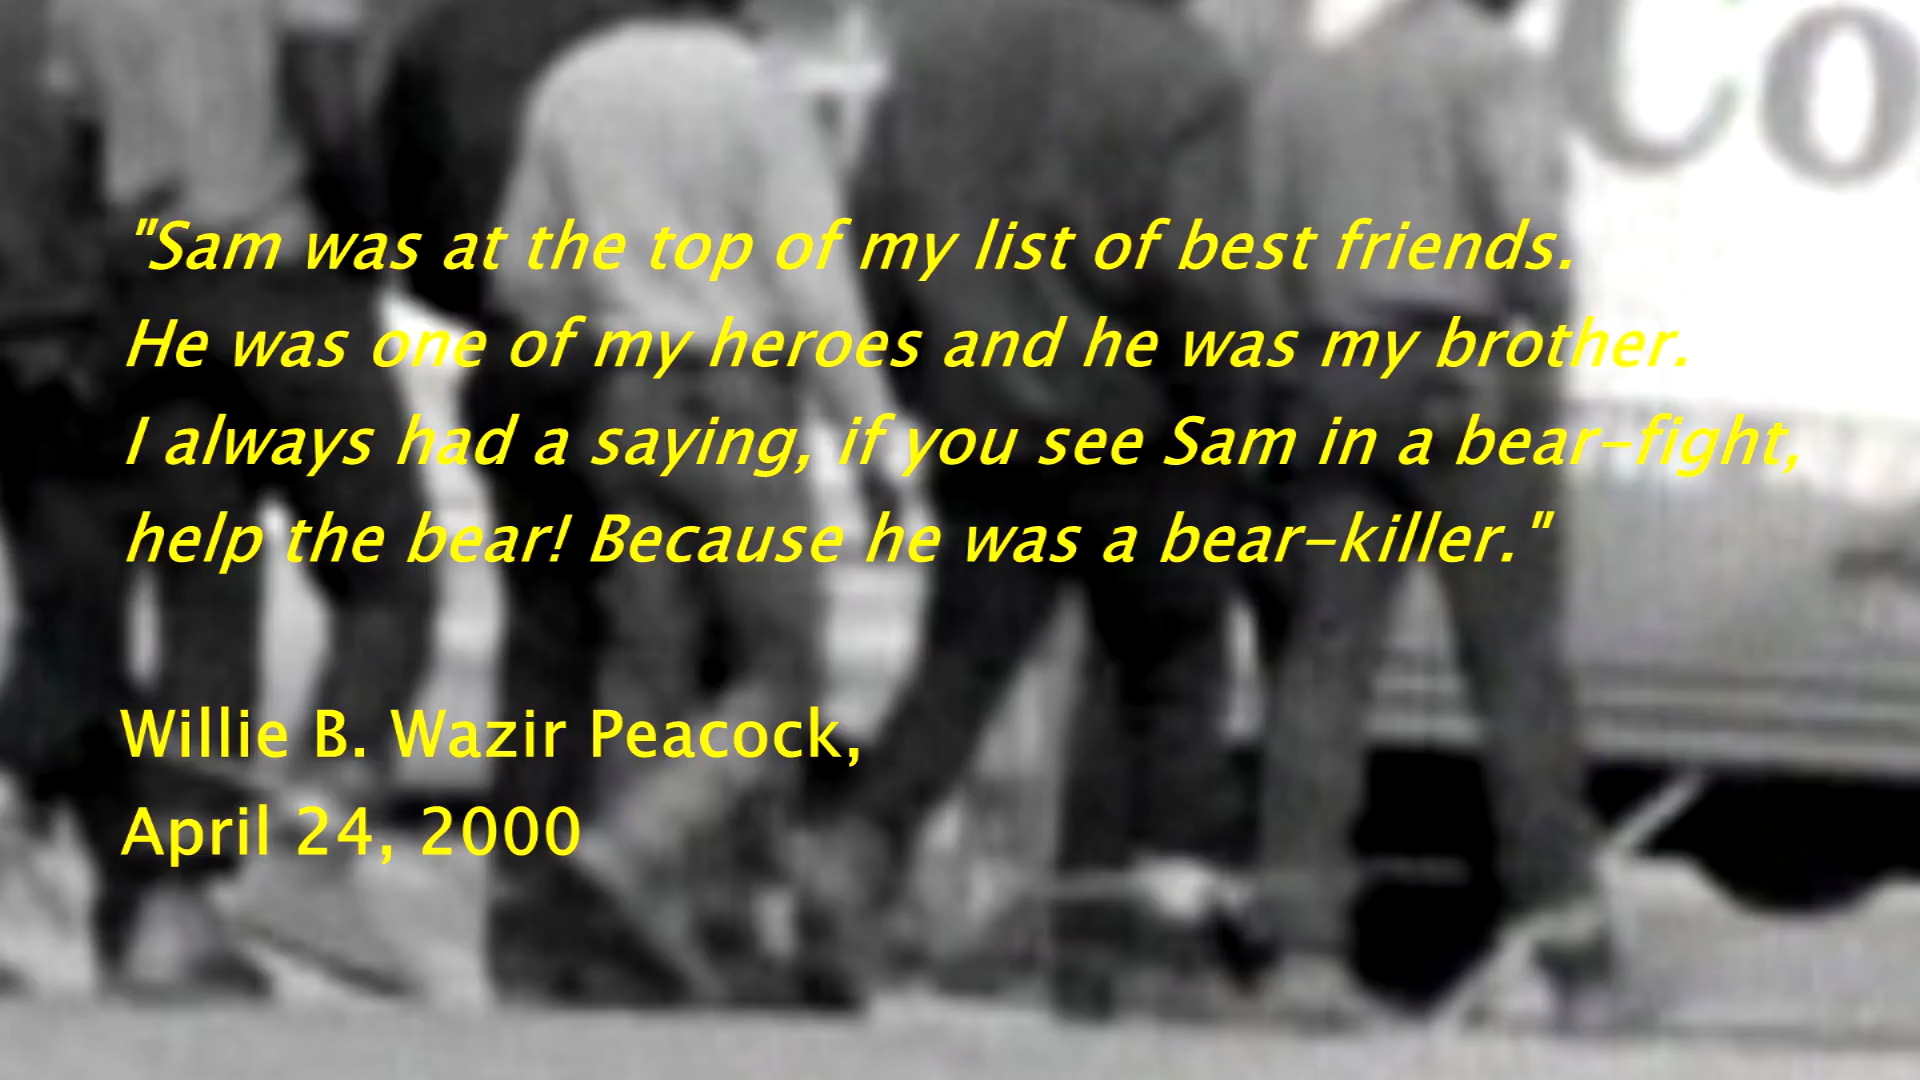 Co
"Sam was at the top of my list of best friends.
He was one of my heroes and he was my brother.
I always had a saying, if you see Sam in a bear-fight,
help the bear! Because he was a bear-killer."
Willie B. Wazir Peacock,
April 24, 2000